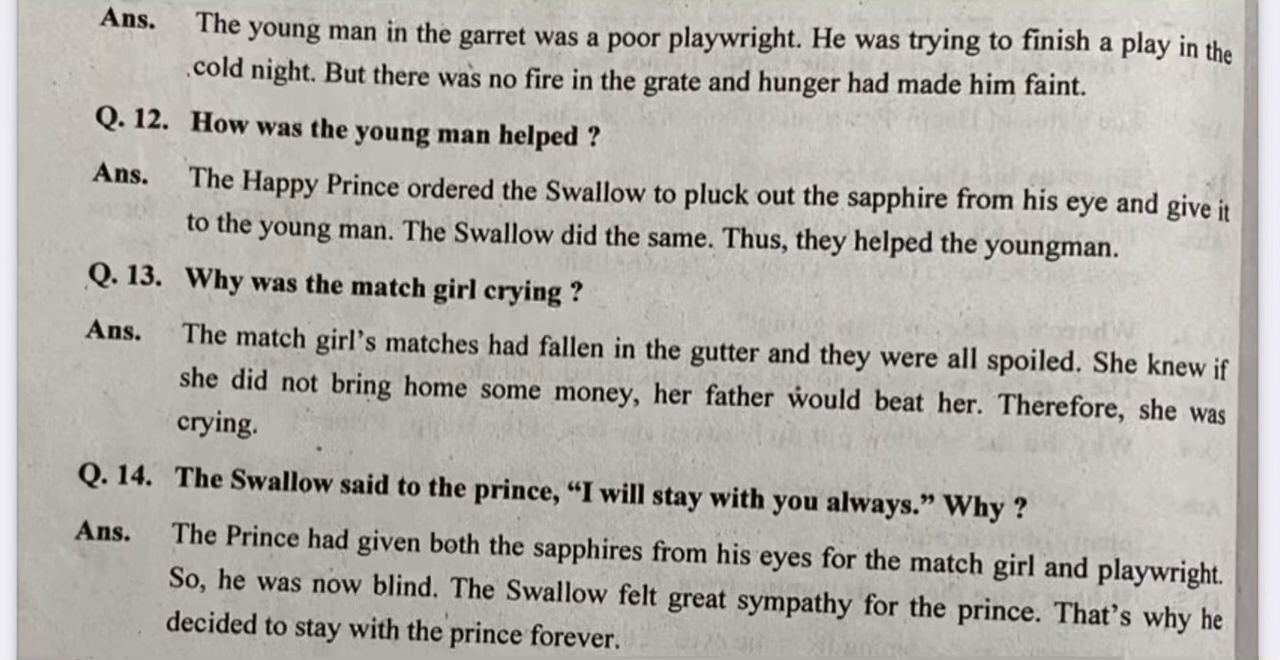 Ans. The young man in the garret was a poor playwright. He was trying to finish a play in the
cold night. But there was no fire in the grate and hunger had made him faint.
Q. 12. How was the young man helped ?
Ans. The Happy Prince ordered the Swallow to pluck out the sapphire from his eye and give it
to the young man. The Swallow did the same. Thus, they helped the youngman.
Q. 13. Why was the match girl crying ?
Ans. The match girl's matches had fallen in the gutter and they were all spoiled. She knew if
she did not bring home some money, her father would beat her. Therefore, she was
crying.
Q. 14. The Swallow said to the prince, “I will stay with you always.” Why ?
Ans. The Prince had given both the sapphires from his eyes for the match girl and playwright.
So, he was now blind. The Swallow felt great sympathy for the prince. That's why he
decided to stay with the prince forever.